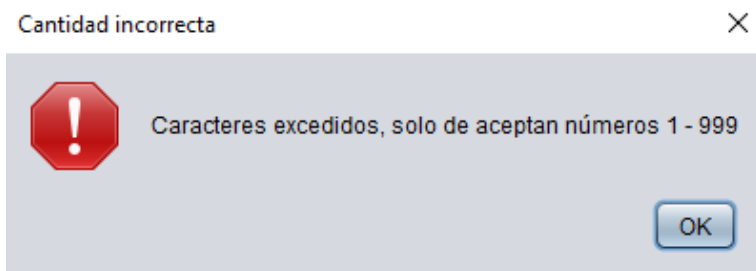 Cantidad incorrecta
Caracteres excedidos, solo de aceptan números 1 - 999
OK